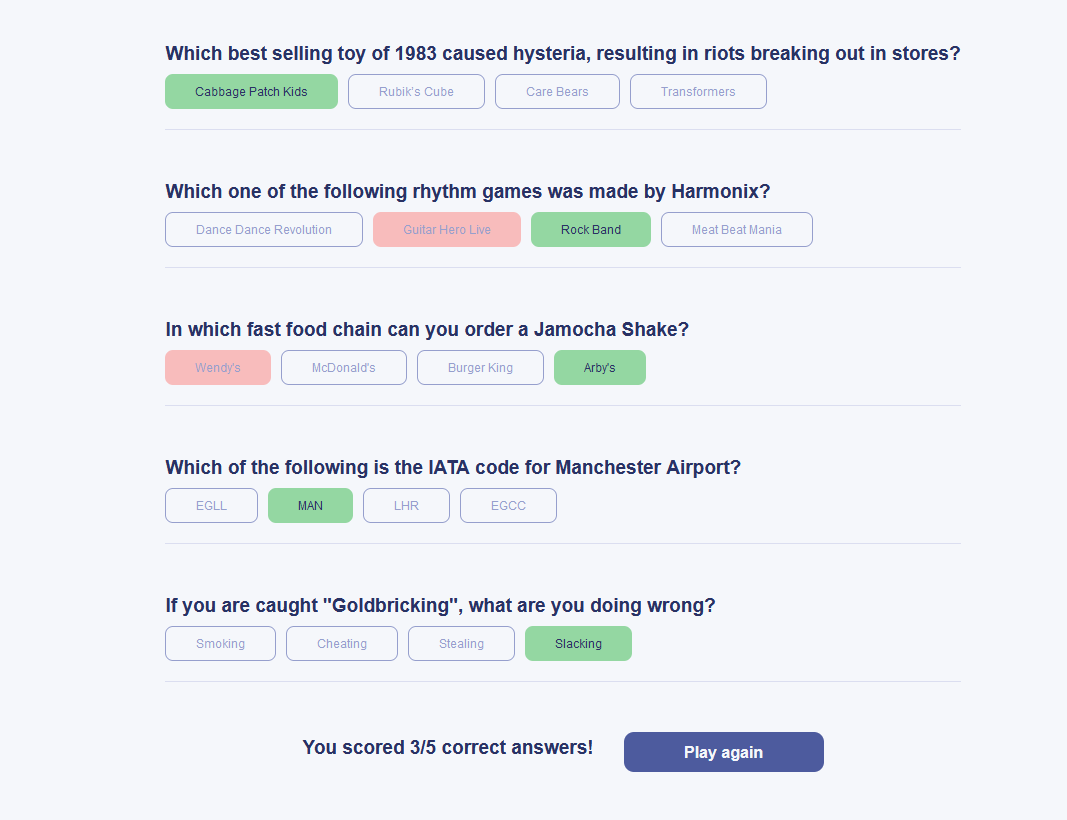 Which best selling toy of 1983 caused hysteria, resulting in riots breaking out in stores?
Cabbage Patch Kids Rubik's Cube Care Bears Transformers
Which one of the following rhythm games was made by Harmonix?
Dance Dance Revolution Guitar Hero Live Rock Band Meat Beat Mania
In which fast food chain can you order a Jamocha Shake?
Wendy's McDonald's Burger King Arby's
Which of the following is the IATA code for Manchester Airport?
EGLL MAN LHR EGCC
If you are caught "Goldbricking", what are you doing wrong?
Smoking Cheating Stealing Slacking
You scored 3/5 correct answers! Play again